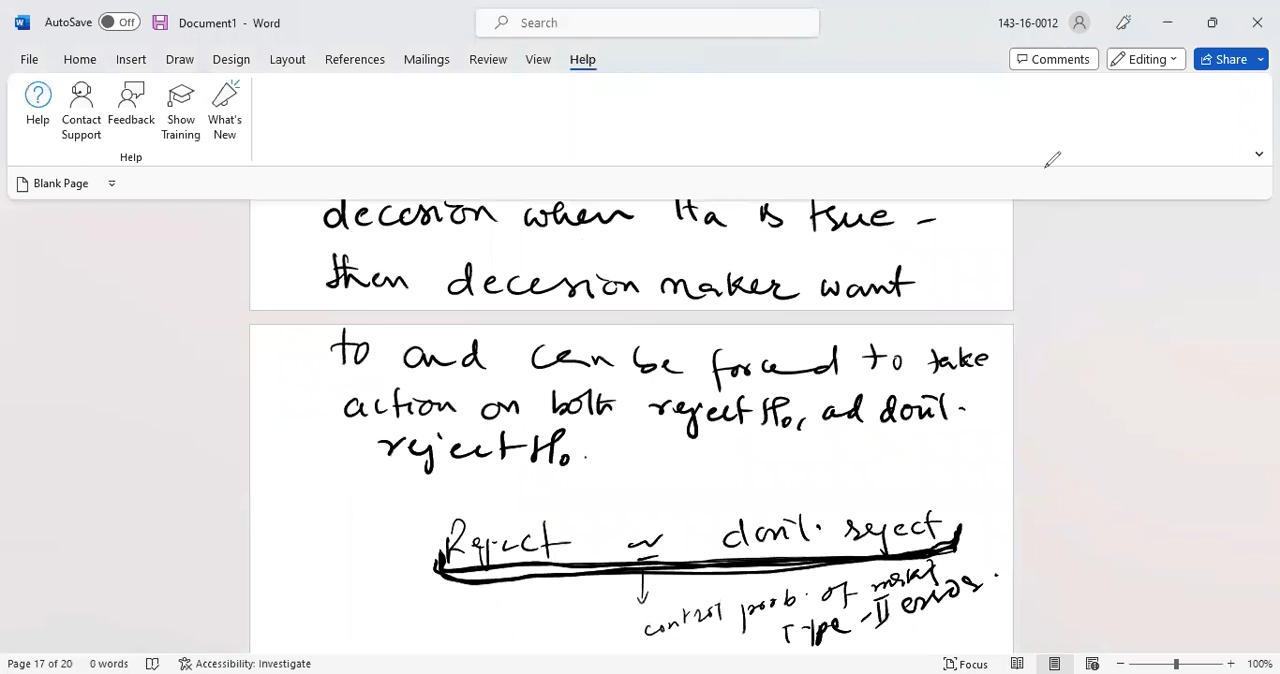 AutoSave Off Document1 - Word Search 143-16-0012
File Home Insert Draw Design Layout References Mailings Review View Help Comments Editing Share
Help Contact Support Feedback Show Training What's New
Help
Blank Page
decesion when Ha is true -
then decesion maker want
to and can be forced to take
action on both reject H0, ad don't
reject H0.
Reject or don't reject
control porb. of
Type-II error.
Page 17 of 20 0 words Accessibility: Investigate Focus 100%